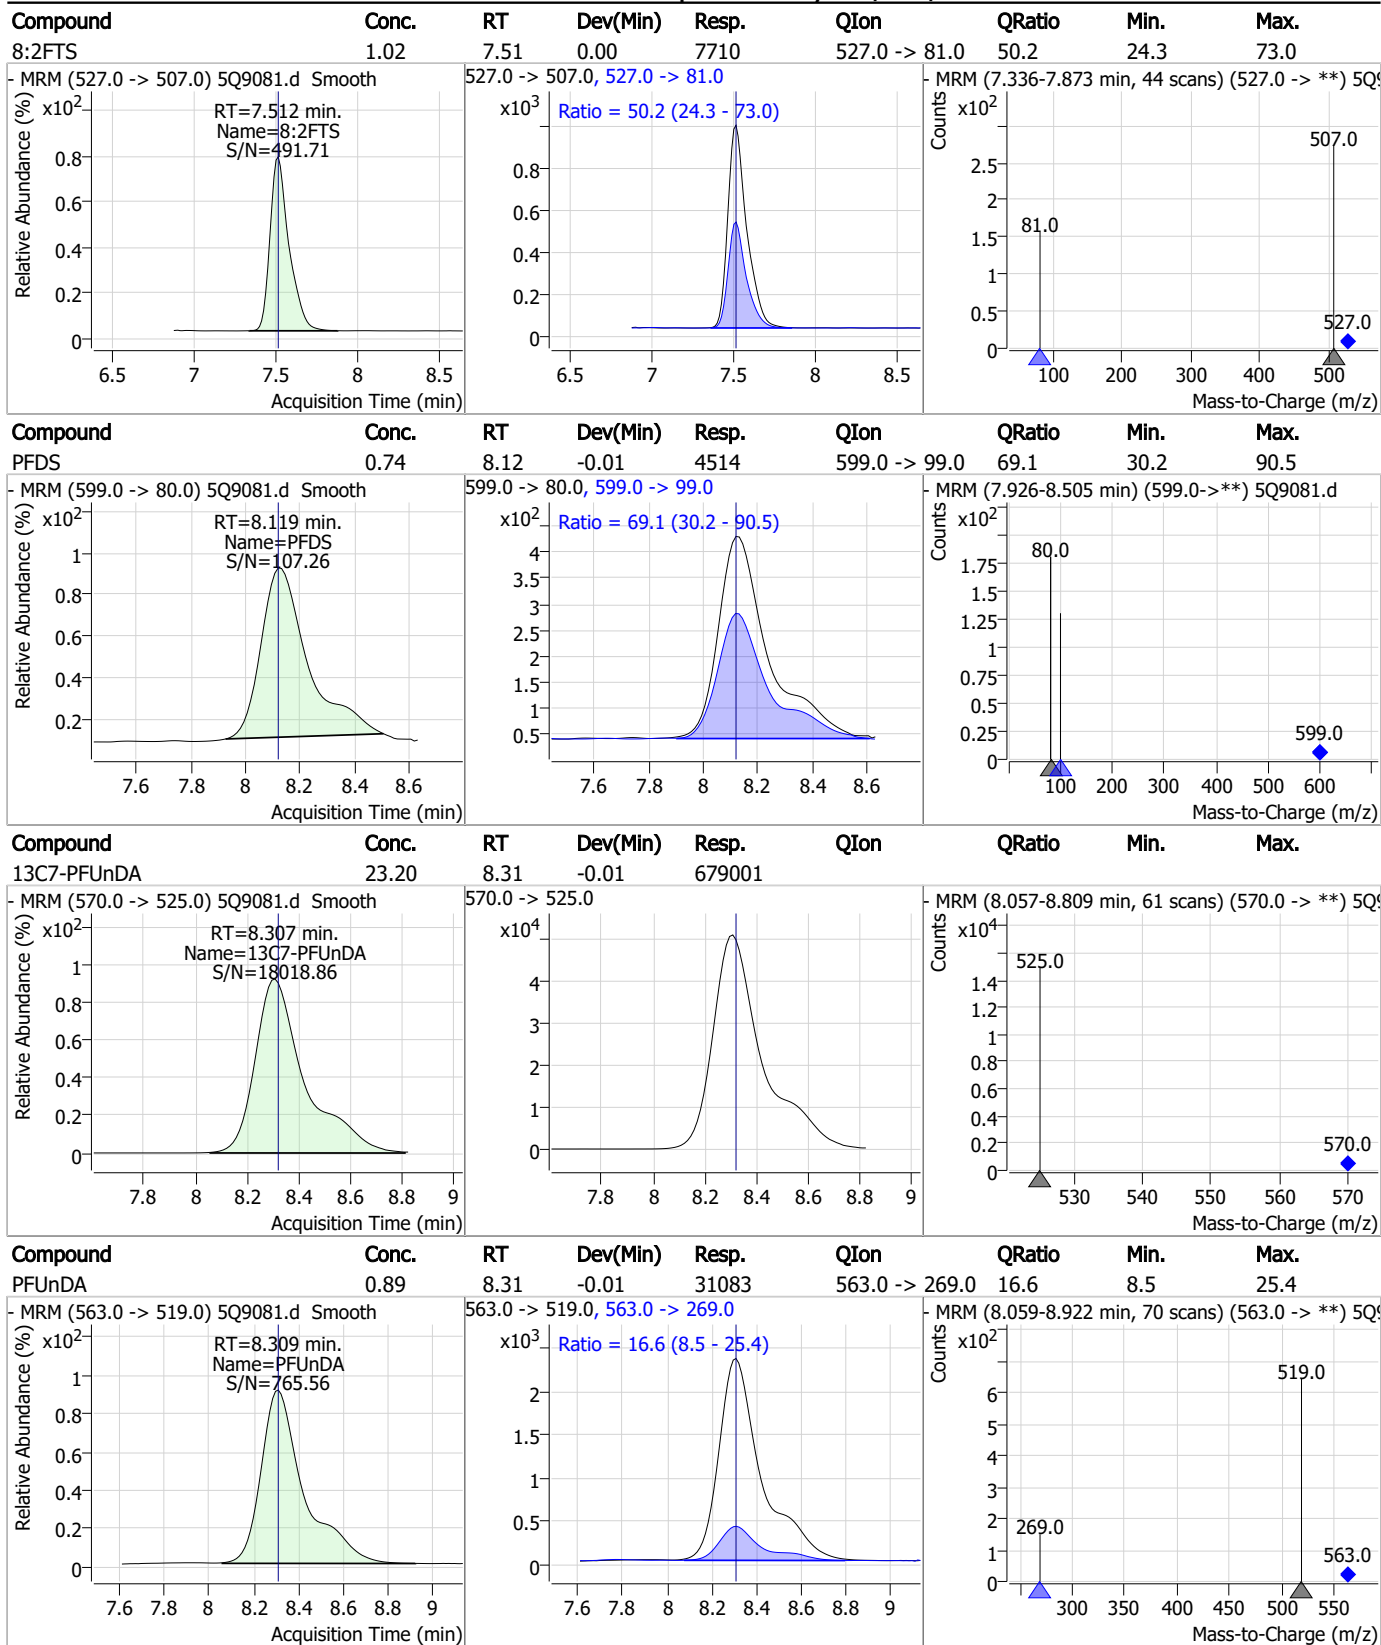 Compound Conc. RT Dev(Min) Resp. QIon QRatio Min. Max.
8:2FTS 1.02 7.51 0.00 7710 527.0 -> 81.0 50.2 24.3 73.0
- MRM (527.0 -> 507.0) 5Q9081.d Smooth
Relative Abundance (%)
x10²
RT=7.512 min.
Name=8:2FTS
S/N=491.71
0.8
0.6
0.4
0.2
0
6.5 7 7.5 8 8.5
Acquisition Time (min)
527.0 -> 507.0, 527.0 -> 81.0
x10³
Ratio = 50.2 (24.3 - 73.0)
0.8
0.6
0.4
0.2
0
6.5 7 7.5 8 8.5
- MRM (7.336-7.873 min, 44 scans) (527.0 -> **) 5Q9
Counts
x10²
507.0
2.5
2
81.0
1.5
1
0.5
527.0
0
100 200 300 400 500
Mass-to-Charge (m/z)
Compound Conc. RT Dev(Min) Resp. QIon QRatio Min. Max.
PFDS 0.74 8.12 -0.01 4514 599.0 -> 99.0 69.1 30.2 90.5
- MRM (599.0 -> 80.0) 5Q9081.d Smooth
Relative Abundance (%)
x10²
RT=8.119 min.
Name=PFDS
S/N=107.26
1
0.8
0.6
0.4
0.2
7.6 7.8 8 8.2 8.4 8.6
Acquisition Time (min)
599.0 -> 80.0, 599.0 -> 99.0
x10²
Ratio = 69.1 (30.2 - 90.5)
4
3.5
3
2.5
2
1.5
1
0.5
7.6 7.8 8 8.2 8.4 8.6
- MRM (7.926-8.505 min) (599.0->**) 5Q9081.d
Counts
x10²
80.0
1.75
1.5
1.25
1
0.75
0.5
0.25
599.0
0
100 200 300 400 500 600
Mass-to-Charge (m/z)
Compound Conc. RT Dev(Min) Resp. QIon QRatio Min. Max.
13C7-PFUnDA 23.20 8.31 -0.01 679001
- MRM (570.0 -> 525.0) 5Q9081.d Smooth
Relative Abundance (%)
x10²
RT=8.307 min.
Name=13C7-PFUnDA
S/N=18018.86
1
0.8
0.6
0.4
0.2
0
7.8 8 8.2 8.4 8.6 8.8 9
Acquisition Time (min)
570.0 -> 525.0
x10⁴
4
3
2
1
0
7.8 8 8.2 8.4 8.6 8.8 9
- MRM (8.057-8.809 min, 61 scans) (570.0 -> **) 5Q9
Counts
x10⁴
525.0
1.4
1.2
1
0.8
0.6
0.4
0.2
570.0
0
530 540 550 560 570
Mass-to-Charge (m/z)
Compound Conc. RT Dev(Min) Resp. QIon QRatio Min. Max.
PFUnDA 0.89 8.31 -0.01 31083 563.0 -> 269.0 16.6 8.5 25.4
- MRM (563.0 -> 519.0) 5Q9081.d Smooth
Relative Abundance (%)
x10²
RT=8.309 min.
Name=PFUnDA
S/N=765.56
1
0.8
0.6
0.4
0.2
0
7.6 7.8 8 8.2 8.4 8.6 8.8 9
Acquisition Time (min)
563.0 -> 519.0, 563.0 -> 269.0
x10³
Ratio = 16.6 (8.5 - 25.4)
2
1.5
1
0.5
0
7.6 7.8 8 8.2 8.4 8.6 8.8 9
- MRM (8.059-8.922 min, 70 scans) (563.0 -> **) 5Q9
Counts
x10²
519.0
6
5
4
3
2
269.0
1
563.0
0
300 350 400 450 500 550
Mass-to-Charge (m/z)